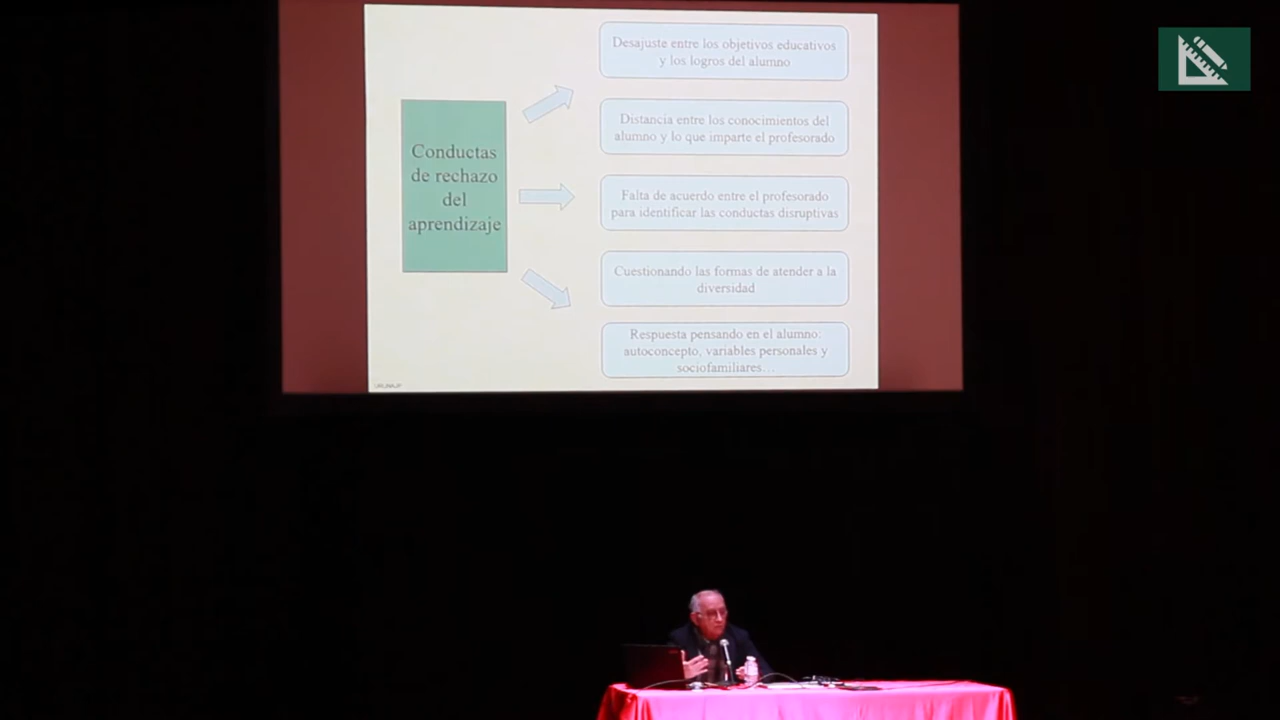 Conductas
de rechazo
del
aprendizaje
Desajuste entre los objetivos educativos
y los logros del alumno
Distancia entre los conocimientos del
alumno y lo que imparte el profesorado
Falta de acuerdo entre el profesorado
para identificar las conductas disruptivas
Cuestionando las formas de atender a la
diversidad
Respuesta pensando en el alumno:
autoconcepto, variables personales y
sociofamiliares…